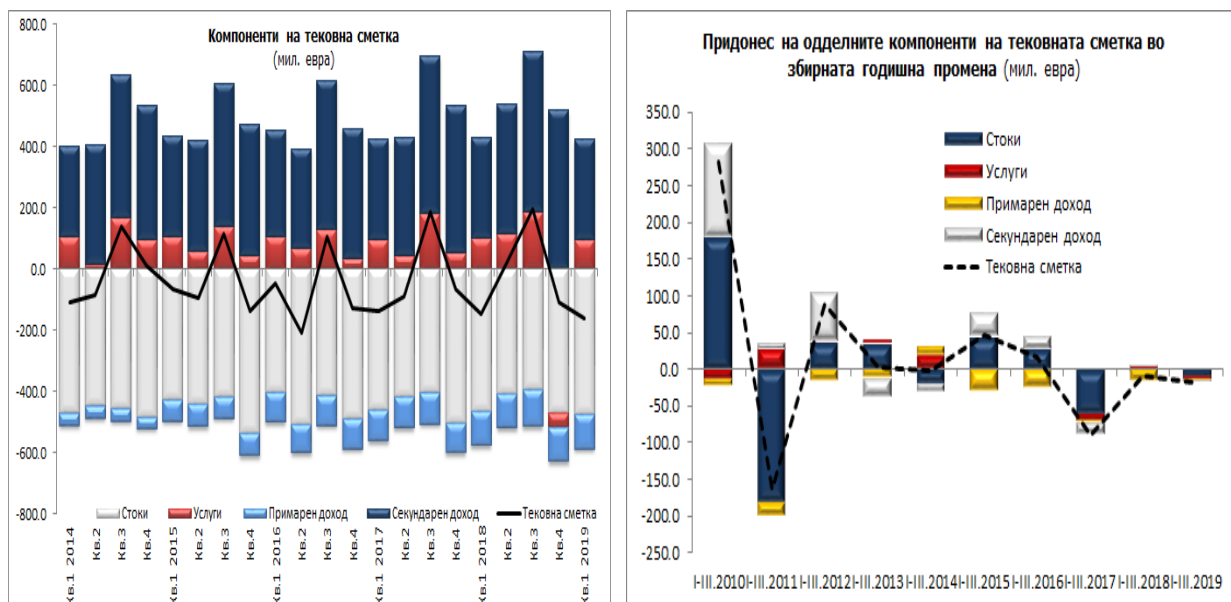 Компоненти на тековна сметка
(мил. евра)
800.0
600.0
400.0
200.0
0.0
-200.0
-400.0
-600.0
-800.0
Стоки Услуги Примарен доход Секундарен доход Тековна сметка
Кв.1 2014
Кв.2
Кв.3
Кв.4
Кв.1 2015
Кв.2
Кв.3
Кв.4
Кв.1 2016
Кв.2
Кв.3
Кв.4
Кв.1 2017
Кв.2
Кв.3
Кв.4
Кв.1 2018
Кв.2
Кв.3
Кв.4
Кв.1 2019
Придонес на одделните компоненти на тековната сметка во
збирната годишна промена (мил. евра)
350.0
300.0
250.0
200.0
150.0
100.0
50.0
0.0
-50.0
-100.0
-150.0
-200.0
-250.0
Стоки
Услуги
Примарен доход
Секундарен доход
Тековна сметка
I-III.2010 I-III.2011 I-III.2012 I-III.2013 I-III.2014 I-III.2015 I-III.2016 I-III.2017 I-III.2018 I-III.2019